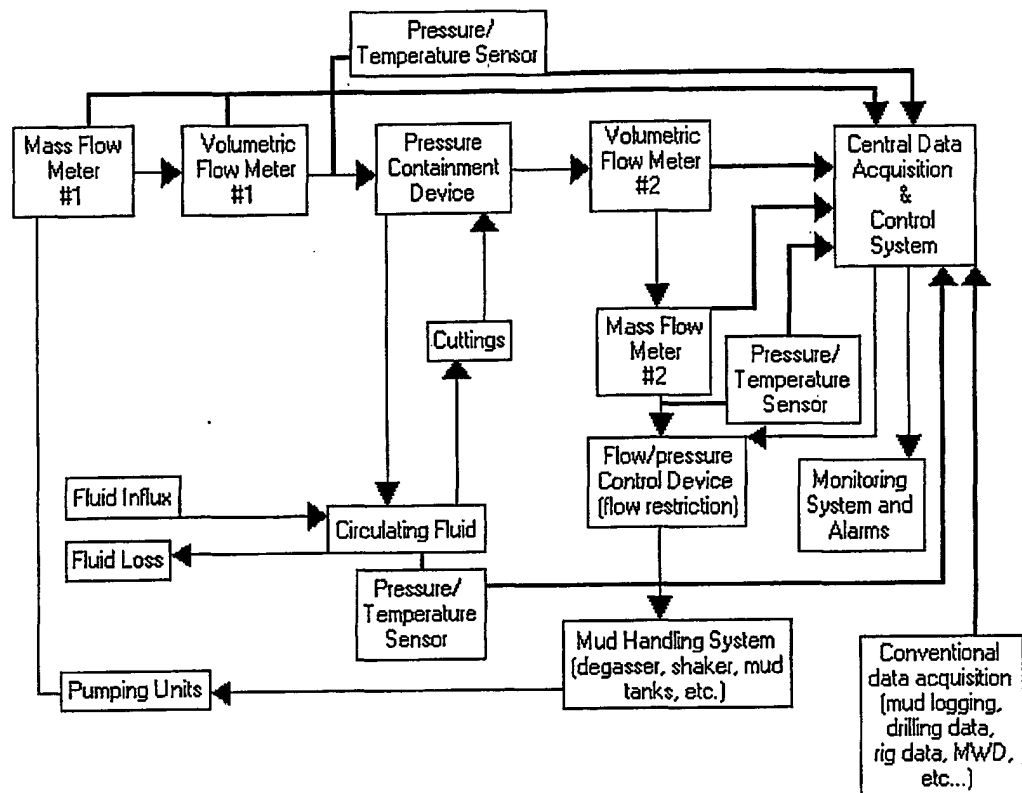 Pressure/
Temperature Sensor
Mass Flow
Meter
#1
Volumetric
Flow Meter
#1
Pressure
Containment
Device
Volumetric
Flow Meter
#2
Central Data
Acquisition
&
Control
System
Cuttings
Mass Flow
Meter
#2
Pressure/
Temperature
Sensor
Flow/pressure
Control Device
(flow restriction)
Monitoring
System and
Alarms
Fluid Influx
Circulating Fluid
Fluid Loss
Pressure/
Temperature
Sensor
Mud Handling System
(degasser, shaker, mud
tanks, etc.)
Pumping Units
Conventional
data acquisition
(mud logging,
drilling data,
rig data, MWD,
etc...)